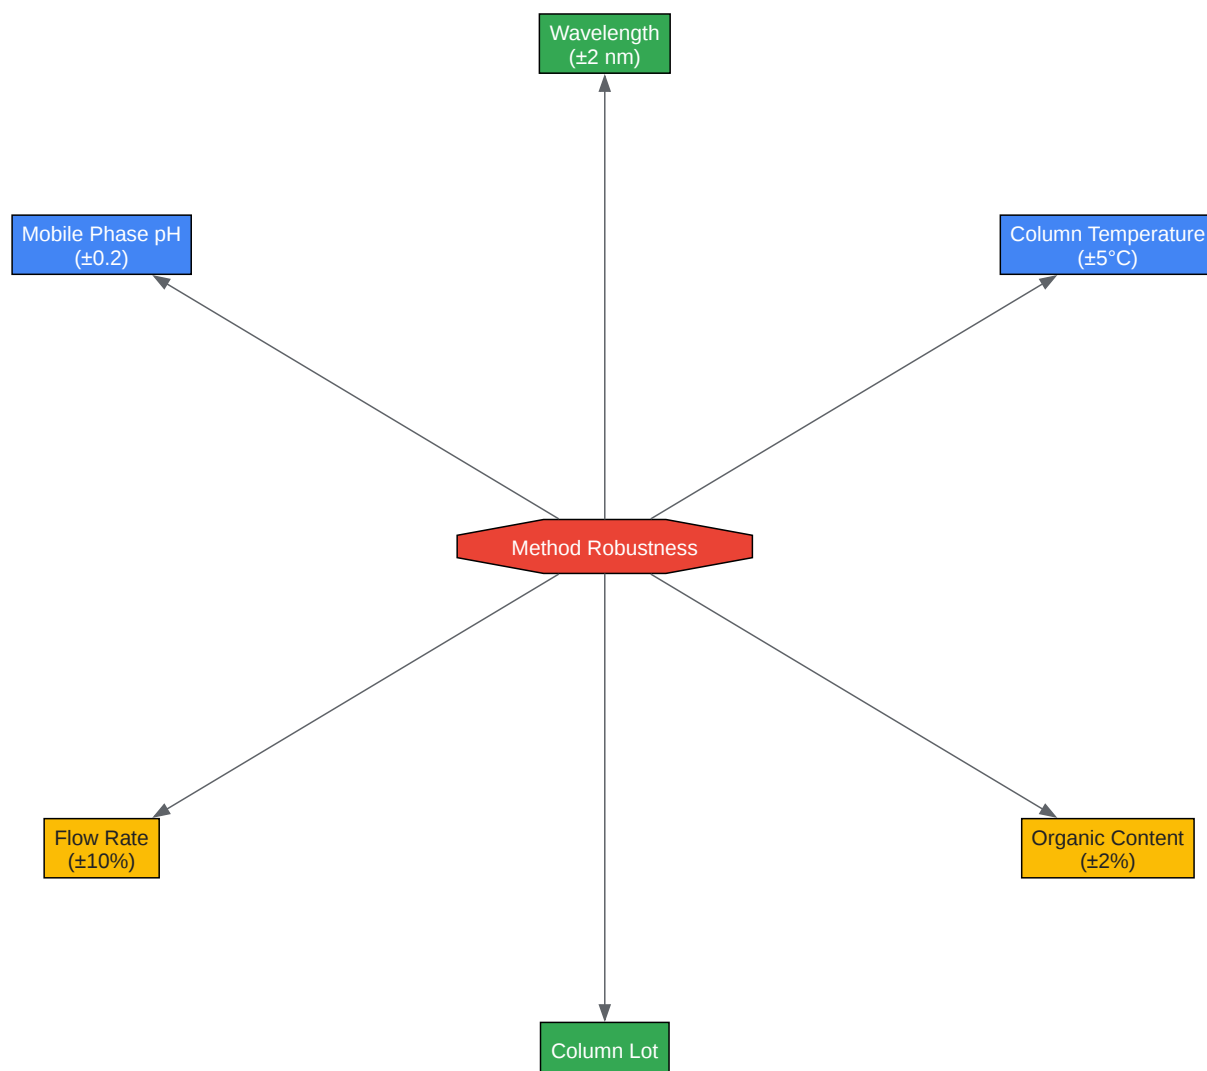 Wavelength
(±2 nm)
Mobile Phase pH
(±0.2)
Column Temperature
(±5°C)
Method Robustness
Flow Rate
(±10%)
Organic Content
(±2%)
Column Lot